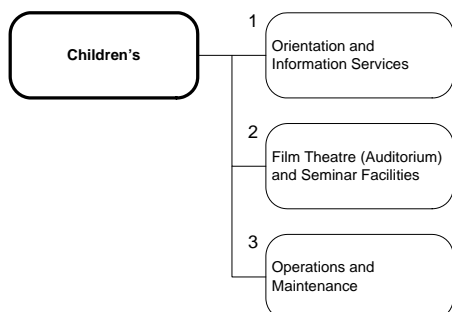 Children's
1
Orientation and
Information Services
2
Film Theatre (Auditorium)
and Seminar Facilities
3
Operations and
Maintenance